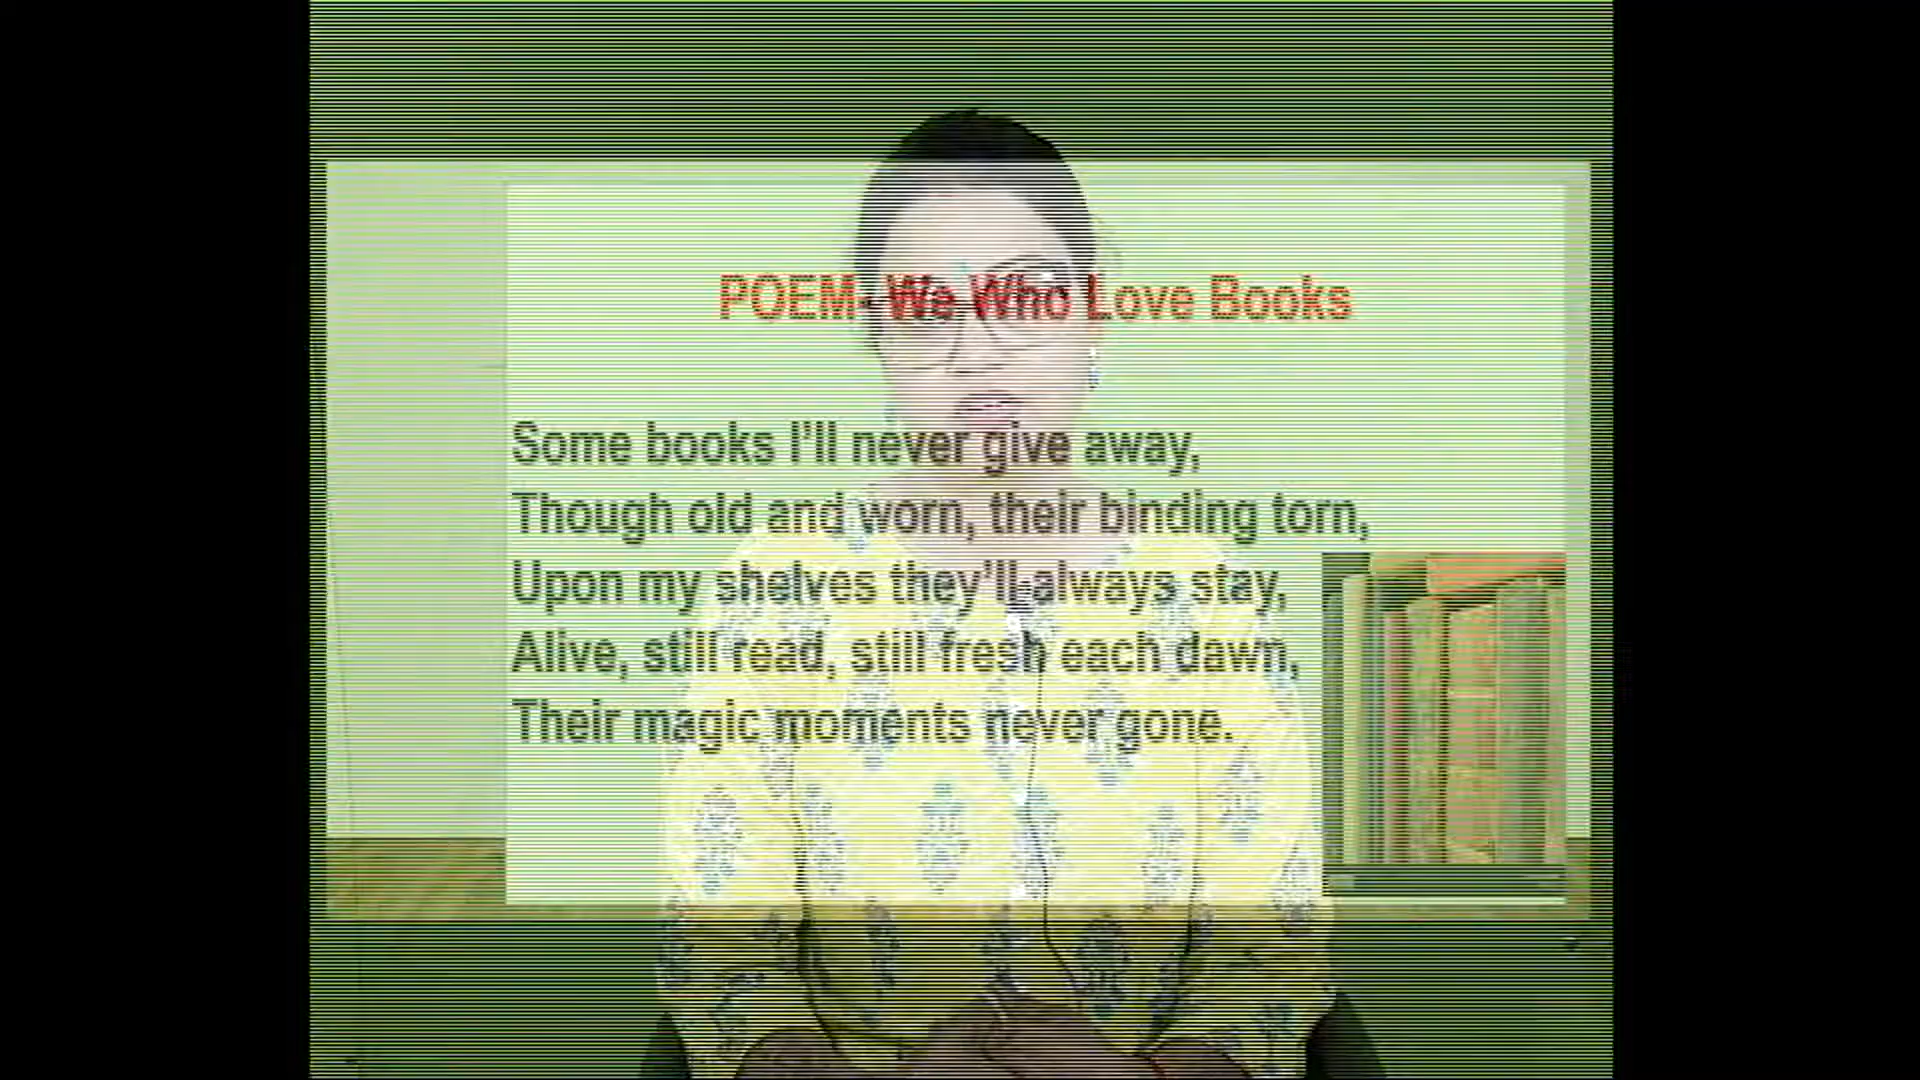 POEM- We Who Love Books
Some books I'll never give away,
Though old and worn, their binding torn,
Upon my shelves they'll always stay,
Alive, still read, still fresh each dawn,
Their magic moments never gone.